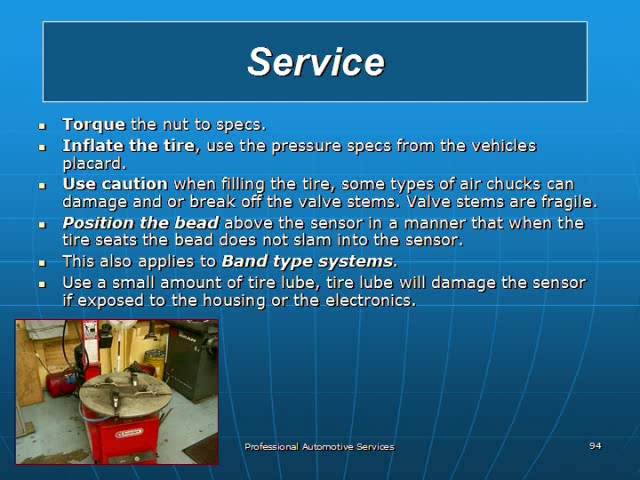 Service
Torque the nut to specs.
Inflate the tire, use the pressure specs from the vehicles
placard.
Use caution when filling the tire, some types of air chucks can
damage and or break off the valve stems. Valve stems are fragile.
Position the bead above the sensor in a manner that when the
tire seats the bead does not slam into the sensor.
This also applies to Band type systems.
Use a small amount of tire lube, tire lube will damage the sensor
if exposed to the housing or the electronics.
Professional Automotive Services
94